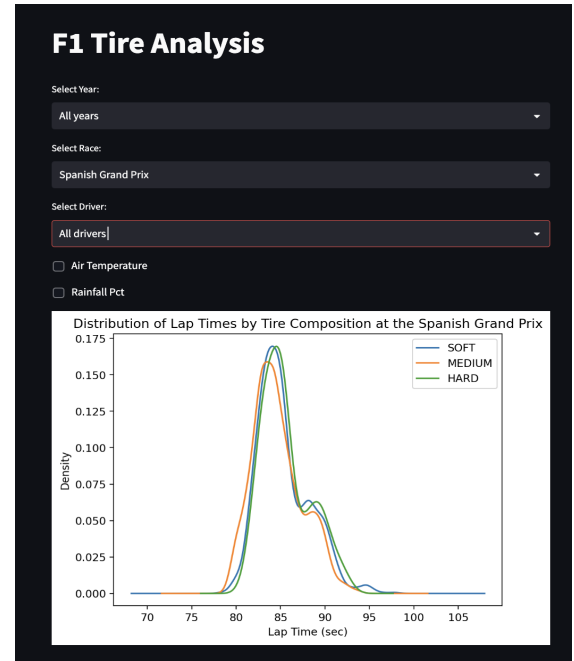 F1 Tire Analysis
Select Year:
All years
Select Race:
Spanish Grand Prix
Select Driver:
All drivers
Air Temperature
Rainfall Pct
Distribution of Lap Times by Tire Composition at the Spanish Grand Prix
0.175
0.150
0.125
0.100
0.075
0.050
0.025
0.000
Density
SOFT
MEDIUM
HARD
70 75 80 85 90 95 100 105
Lap Time (sec)